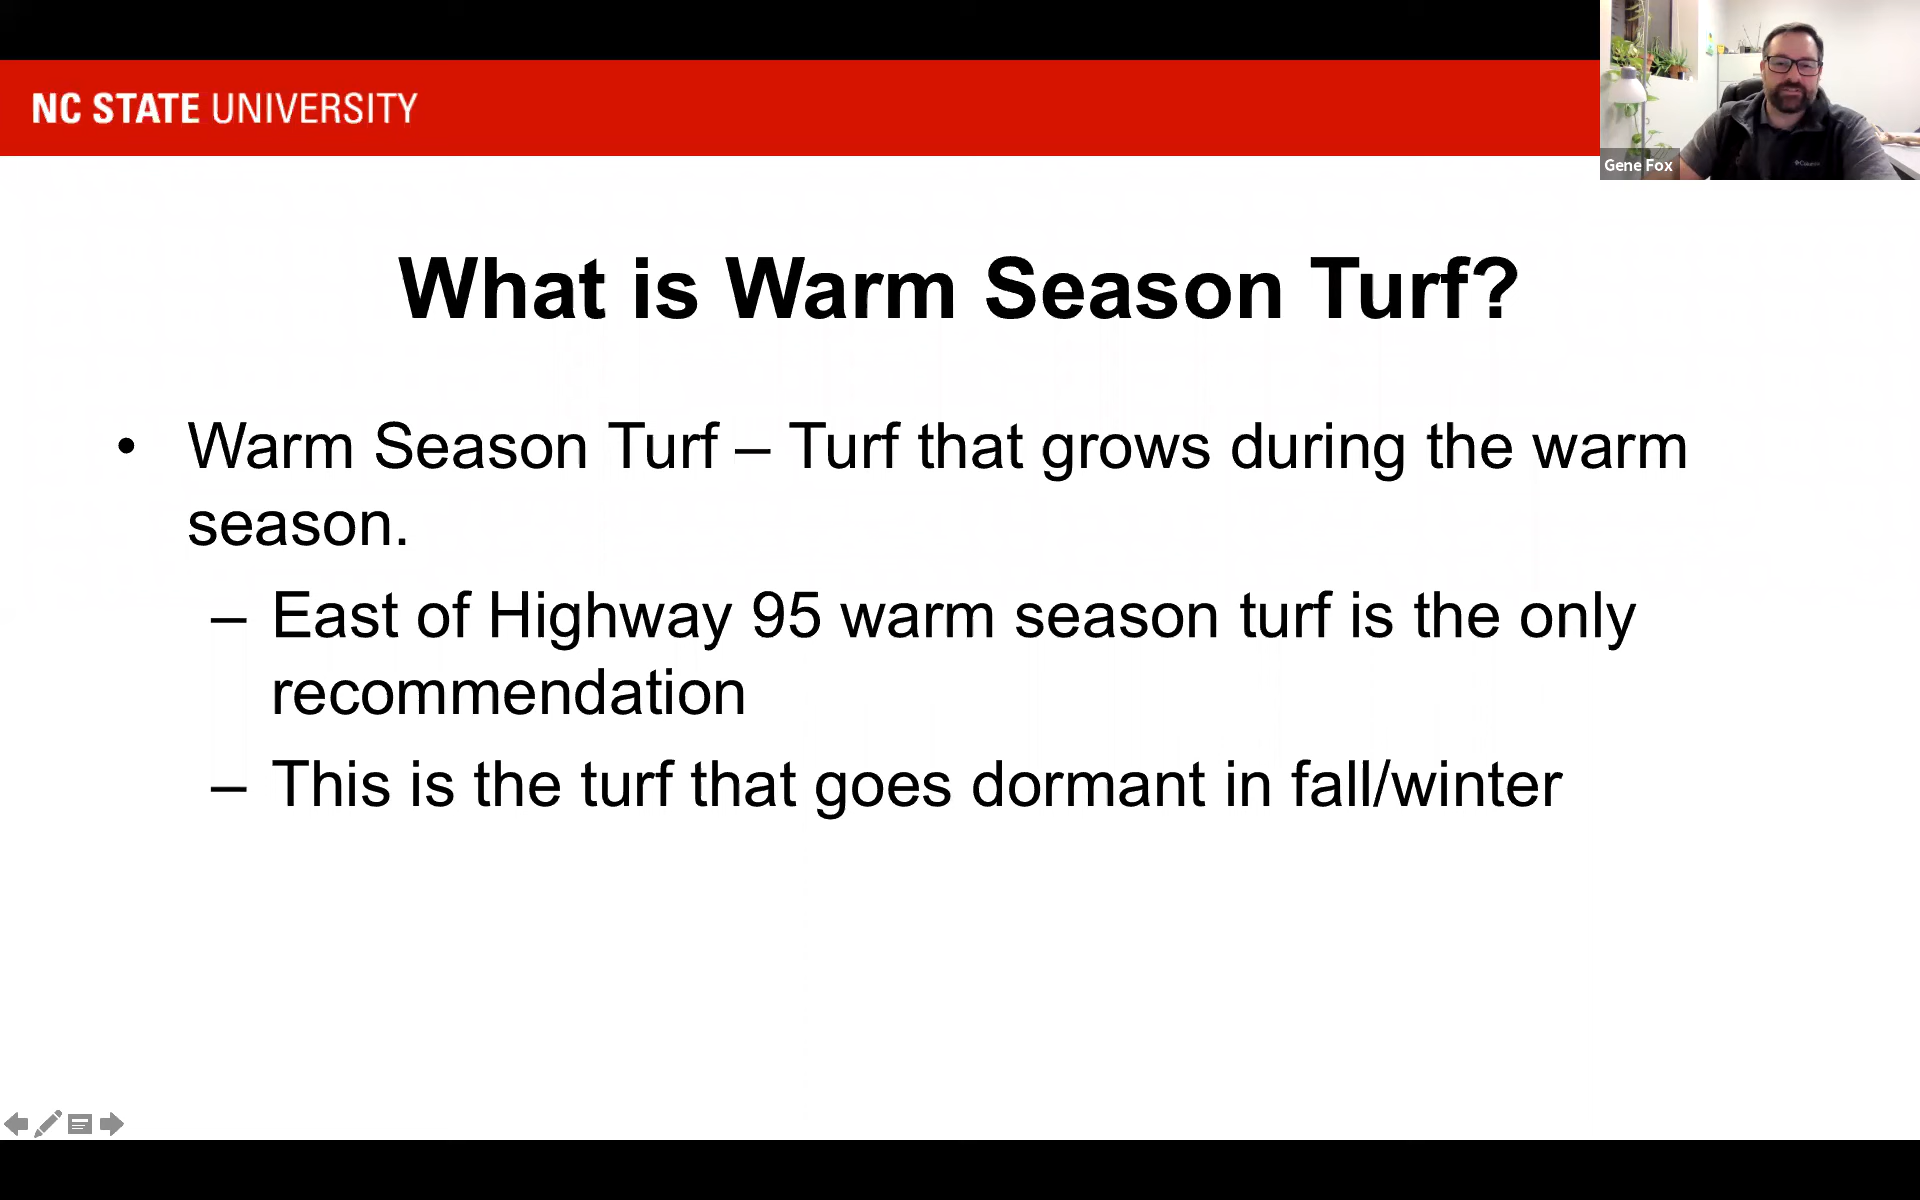 NC STATE UNIVERSITY
Gene Fox
What is Warm Season Turf?
• Warm Season Turf – Turf that grows during the warm
season.
– East of Highway 95 warm season turf is the only
recommendation
– This is the turf that goes dormant in fall/winter